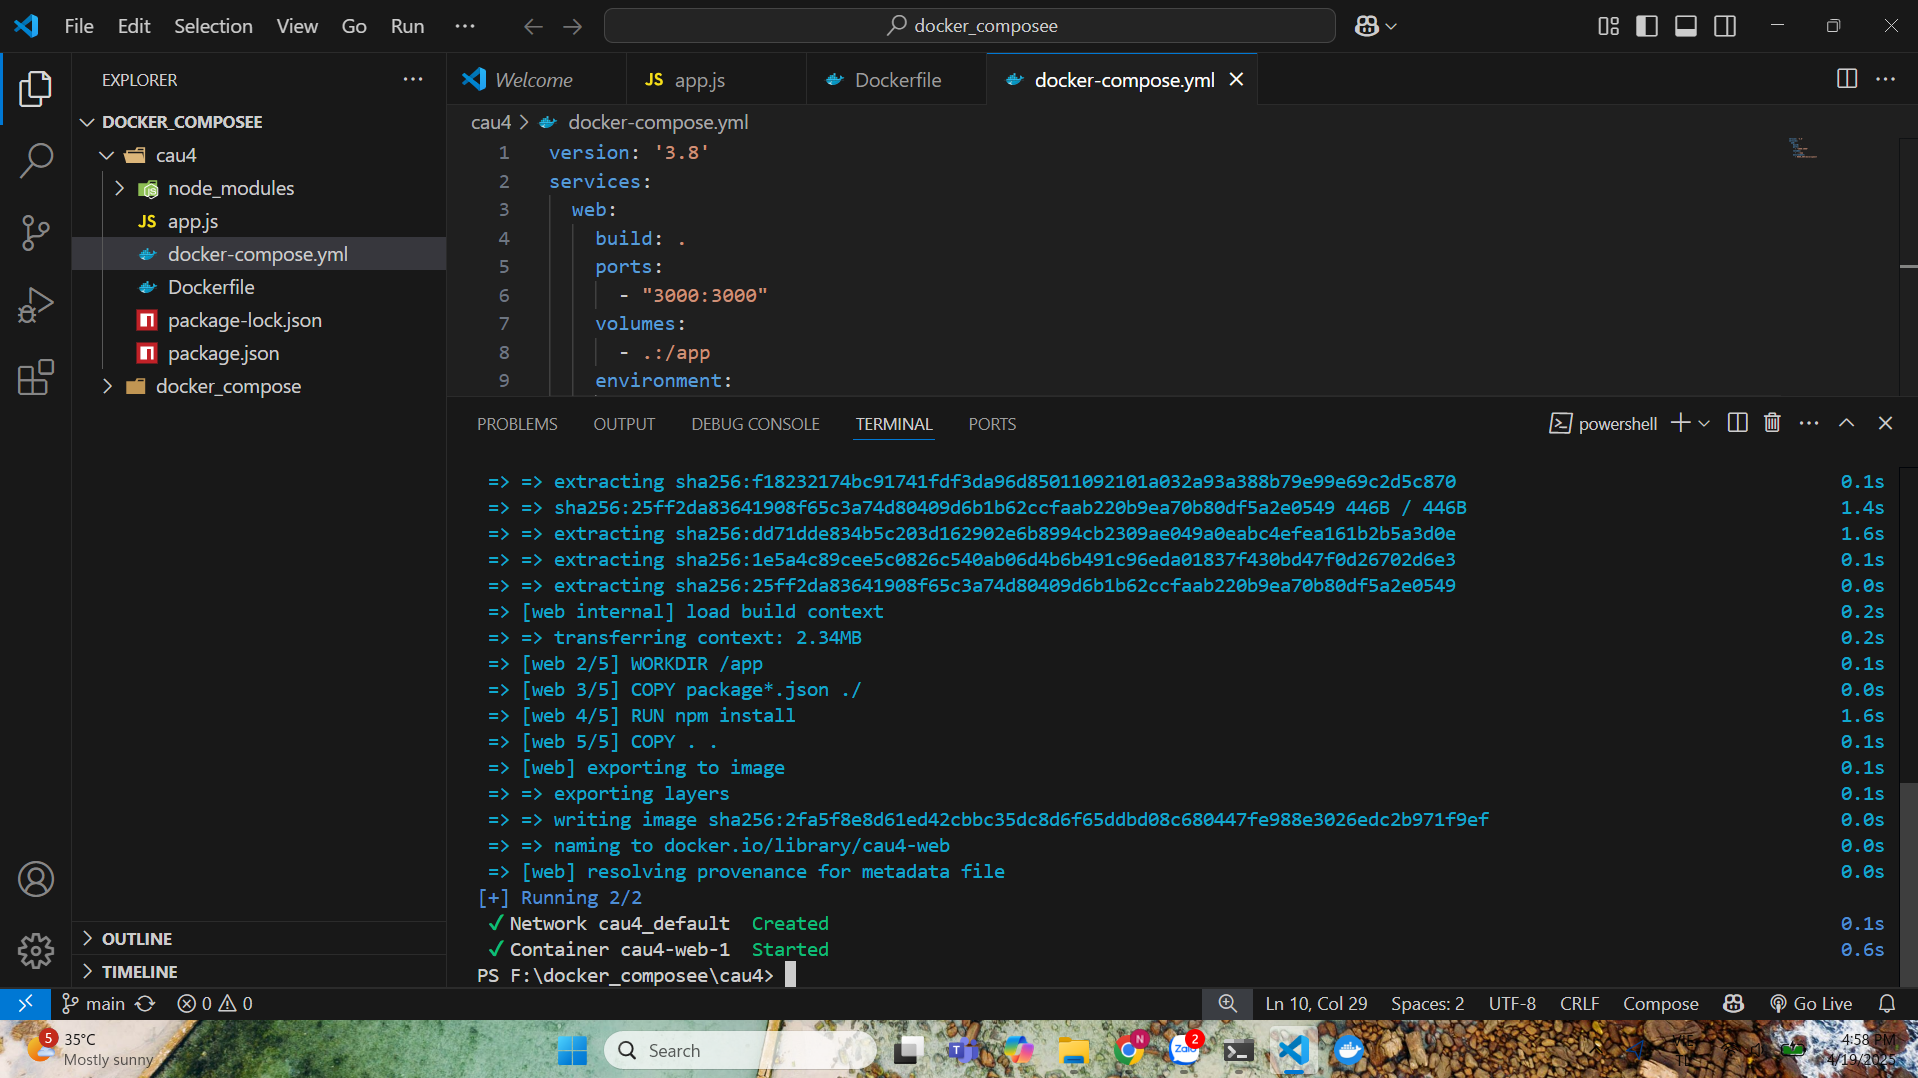 File Edit Selection View Go Run ···
docker_composee
EXPLORER
DOCKER_COMPOSEE
cau4
node_modules
JS app.js
docker-compose.yml
Dockerfile
package-lock.json
package.json
docker_compose
OUTLINE
TIMELINE
Welcome
JS app.js
Dockerfile
docker-compose.yml
cau4 > docker-compose.yml
1 version: '3.8'
2 services:
3 web:
4 build: .
5 ports:
6 - "3000:3000"
7 volumes:
8 - .:/app
9 environment:
PROBLEMS OUTPUT DEBUG CONSOLE TERMINAL PORTS
powershell
=> => extracting sha256:f18232174bc91741fdf3da96d85011092101a032a93a388b79e99e69c2d5c870 0.1s
=> => sha256:25ff2da83641908f65c3a74d80409d6b1b62ccfaab220b9ea70b80df5a2e0549 446B / 446B 1.4s
=> => extracting sha256:dd71dde834b5c203d162902e6b8994cb2309ae049a0eabc4efea161b2b5a3d0e 1.6s
=> => extracting sha256:1e5a4c89cee5c0826c540ab06d4b6b491c96eda01837f430bd47f0d26702d6e3 0.1s
=> => extracting sha256:25ff2da83641908f65c3a74d80409d6b1b62ccfaab220b9ea70b80df5a2e0549 0.0s
=> [web internal] load build context 0.2s
=> => transferring context: 2.34MB 0.2s
=> [web 2/5] WORKDIR /app 0.1s
=> [web 3/5] COPY package*.json ./ 0.0s
=> [web 4/5] RUN npm install 1.6s
=> [web 5/5] COPY . . 0.1s
=> [web] exporting to image 0.1s
=> => exporting layers 0.1s
=> => writing image sha256:2fa5f8e8d61ed42cbbc35dc8d6f65ddbd08c680447fe988e3026edc2b971f9ef 0.0s
=> => naming to docker.io/library/cau4-web 0.0s
=> [web] resolving provenance for metadata file 0.0s
[+] Running 2/2
✔ Network cau4_default Created 0.1s
✔ Container cau4-web-1 Started 0.6s
PS F:\docker_composee\cau4>
main 0 0 Ln 10, Col 29 Spaces: 2 UTF-8 CRLF Compose Go Live
5
35°C
Mostly sunny
Search
N
Zalo
2
4:58 PM
4/19/2025